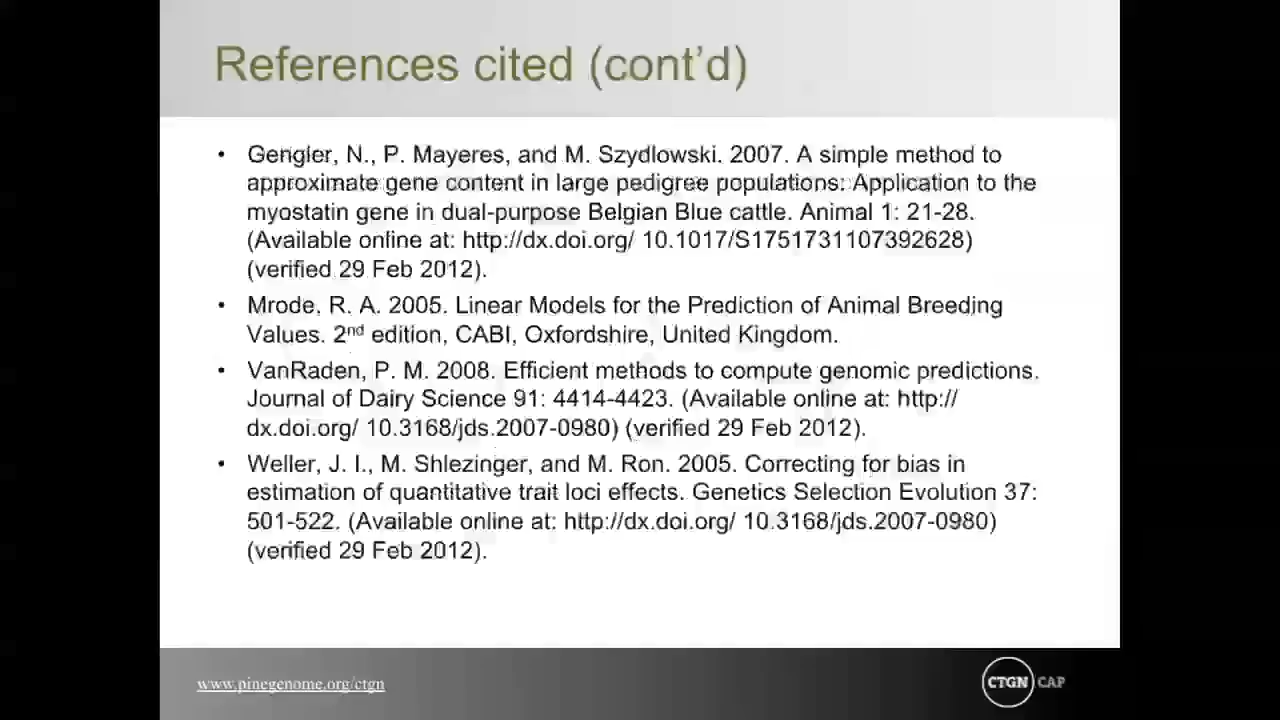 References cited (cont’d)
• Gengler, N., P. Mayeres, and M. Szydlowski. 2007. A simple method to
approximate gene content in large pedigree populations: Application to the
myostatin gene in dual-purpose Belgian Blue cattle. Animal 1: 21-28.
(Available online at: http://dx.doi.org/ 10.1017/S1751731107392628)
(verified 29 Feb 2012).
• Mrode, R. A. 2005. Linear Models for the Prediction of Animal Breeding
Values. 2nd edition, CABI, Oxfordshire, United Kingdom.
• VanRaden, P. M. 2008. Efficient methods to compute genomic predictions.
Journal of Dairy Science 91: 4414-4423. (Available online at: http://
dx.doi.org/ 10.3168/jds.2007-0980) (verified 29 Feb 2012).
• Weller, J. I., M. Shlezinger, and M. Ron. 2005. Correcting for bias in
estimation of quantitative trait loci effects. Genetics Selection Evolution 37:
501-522. (Available online at: http://dx.doi.org/ 10.3168/jds.2007-0980)
(verified 29 Feb 2012).
www.pinegenome.org/ctgn
CTGN CAP